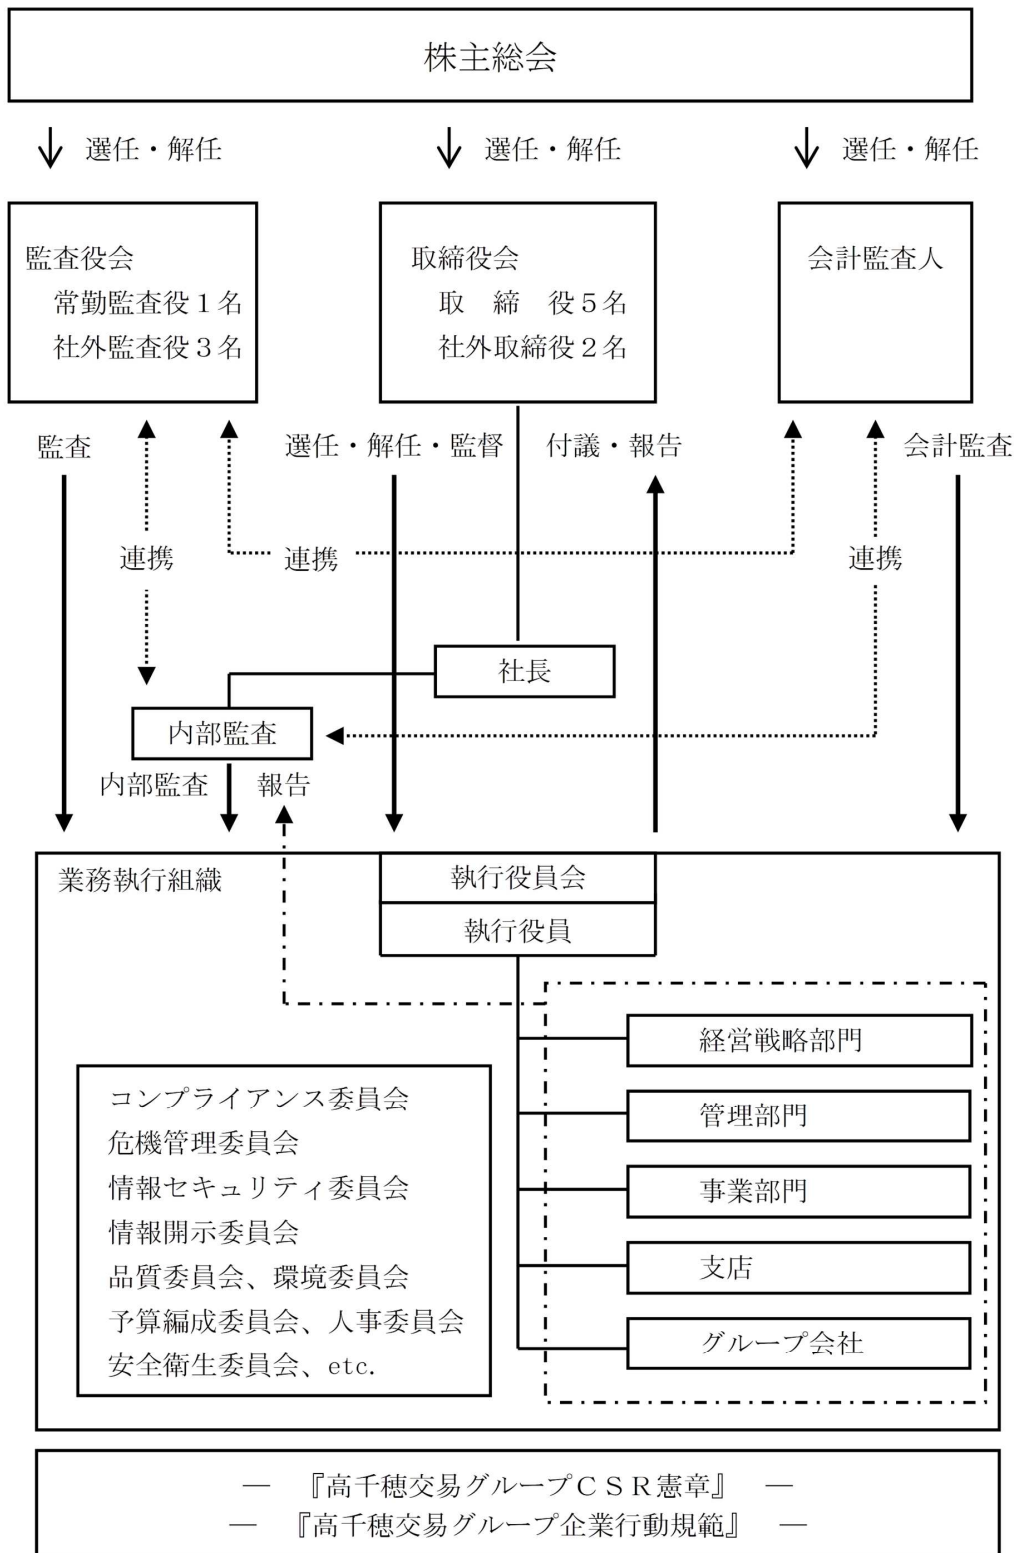 株主総会
選任・解任
選任・解任
選任・解任
監査役会
常勤監査役１名
社外監査役３名
取締役会
取　締　役５名
社外取締役２名
会計監査人
監査
選任・解任・監督
付議・報告
会計監査
連携
連携
連携
社長
内部監査
内部監査
報告
業務執行組織
執行役員会
執行役員
経営戦略部門
管理部門
事業部門
支店
グループ会社
コンプライアンス委員会
危機管理委員会
情報セキュリティ委員会
情報開示委員会
品質委員会、環境委員会
予算編成委員会、人事委員会
安全衛生委員会、etc.
―　『高千穂交易グループＣＳＲ憲章』　―
―　『高千穂交易グループ企業行動規範』　―